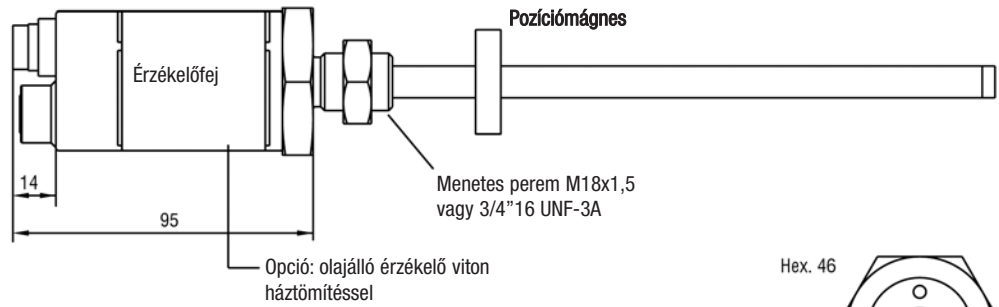 Pozíciómágnes
Érzékelőfej
14
95
Menetes perem M18x1,5
vagy 3/4”16 UNF-3A
Opció: olajálló érzékelő viton
háztömítéssel
Hex. 46